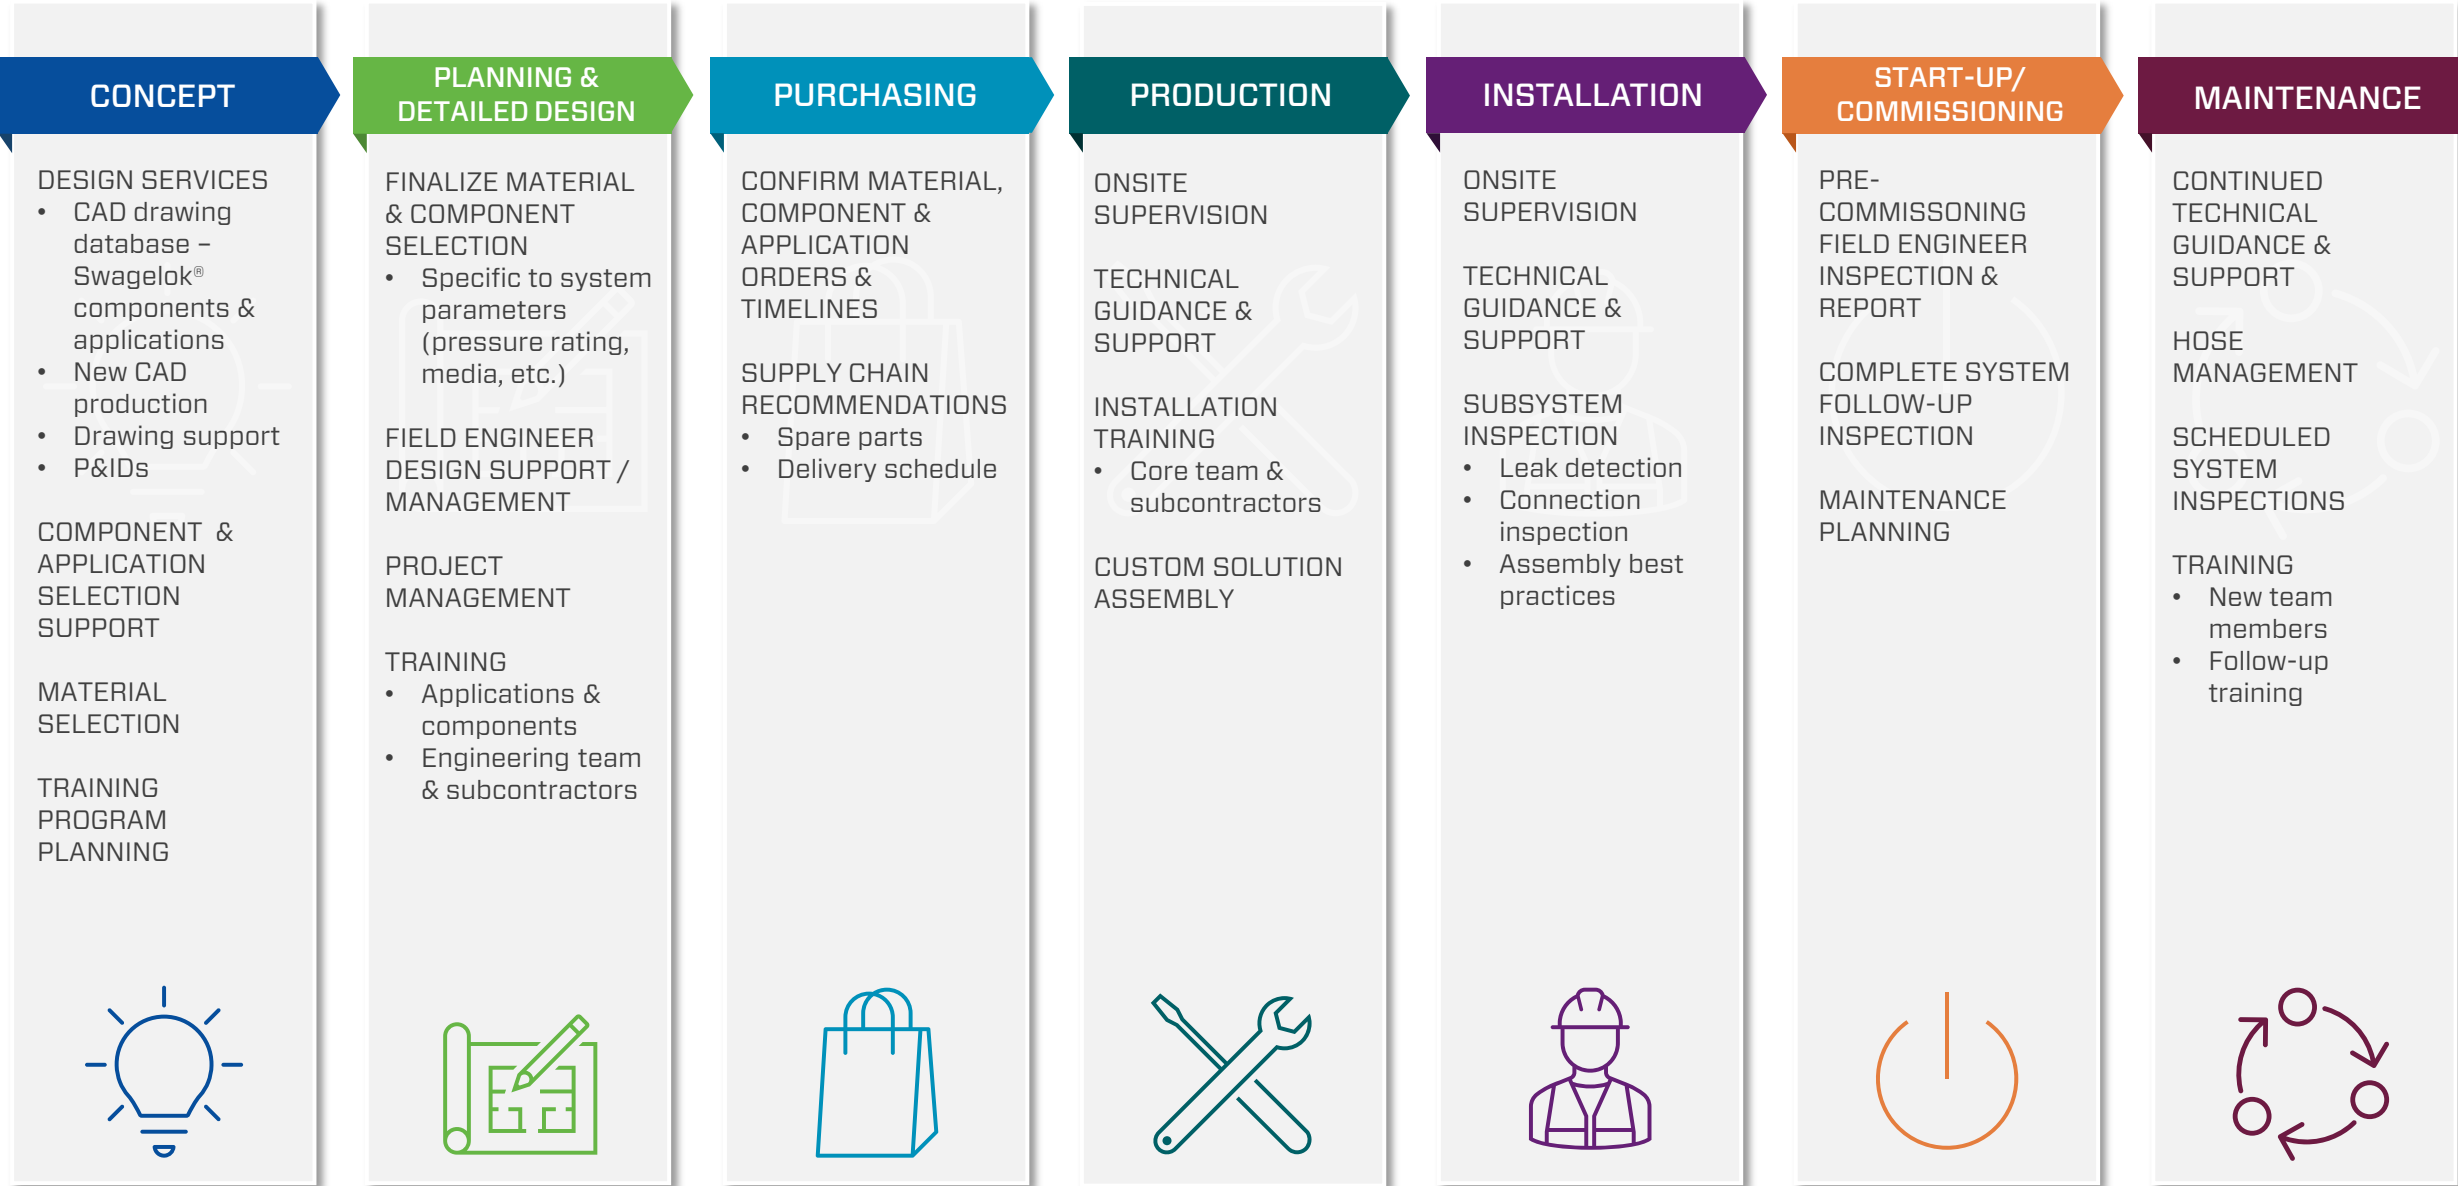 CONCEPT
DESIGN SERVICES
• CAD drawing
database –
Swagelok®
components &
applications
• New CAD
production
• Drawing support
• P&IDs
COMPONENT &
APPLICATION
SELECTION
SUPPORT
MATERIAL
SELECTION
TRAINING
PROGRAM
PLANNING
PLANNING &
DETAILED DESIGN
FINALIZE MATERIAL
& COMPONENT
SELECTION
• Specific to system
parameters
(pressure rating,
media, etc.)
FIELD ENGINEER
DESIGN SUPPORT /
MANAGEMENT
PROJECT
MANAGEMENT
TRAINING
• Applications &
components
• Engineering team
& subcontractors
PURCHASING
CONFIRM MATERIAL,
COMPONENT &
APPLICATION
ORDERS &
TIMELINES
SUPPLY CHAIN
RECOMMENDATIONS
• Spare parts
• Delivery schedule
PRODUCTION
ONSITE
SUPERVISION
TECHNICAL
GUIDANCE &
SUPPORT
INSTALLATION
TRAINING
• Core team &
subcontractors
CUSTOM SOLUTION
ASSEMBLY
INSTALLATION
ONSITE
SUPERVISION
TECHNICAL
GUIDANCE &
SUPPORT
SUBSYSTEM
INSPECTION
• Leak detection
• Connection
inspection
• Assembly best
practices
START-UP/
COMMISSIONING
PRE-
COMMISSONING
FIELD ENGINEER
INSPECTION &
REPORT
COMPLETE SYSTEM
FOLLOW-UP
INSPECTION
MAINTENANCE
PLANNING
MAINTENANCE
CONTINUED
TECHNICAL
GUIDANCE &
SUPPORT
HOSE
MANAGEMENT
SCHEDULED
SYSTEM
INSPECTIONS
TRAINING
• New team
members
• Follow-up
training